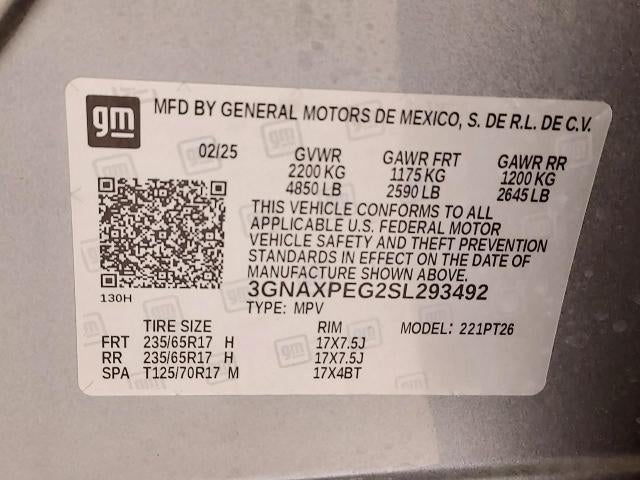 gm MFD BY GENERAL MOTORS DE MEXICO, S. DE R.L. DE C.V.
02/25 GVWR GAWR FRT GAWR RR
2200 KG 1175 KG 1200 KG
4850 LB 2590 LB 2645 LB
THIS VEHICLE CONFORMS TO ALL
APPLICABLE U.S. FEDERAL MOTOR
VEHICLE SAFETY AND THEFT PREVENTION
STANDARDS IN EFFECT ON THE DATE OF
MANUFACTURE SHOWN ABOVE.
130H 3GNAXPEG2SL293492
TYPE: MPV
TIRE SIZE RIM MODEL: 221PT26
FRT 235/65R17 H 17X7.5J
RR 235/65R17 H 17X7.5J
SPA T125/70R17 M 17X4BT